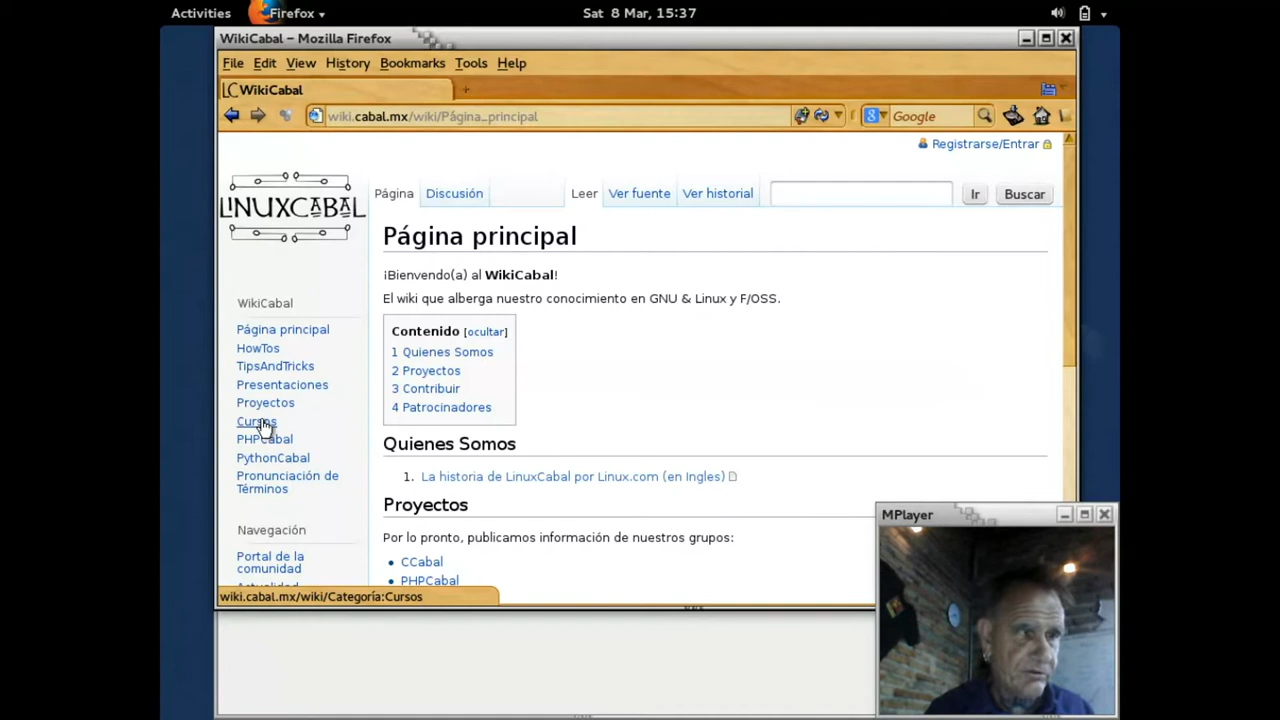 Activities Firefox Sat 8 Mar, 15:37
WikiCabal – Mozilla Firefox
File Edit View History Bookmarks Tools Help
LC WikiCabal +
wiki.cabal.mx/wiki/Página_principal 8 Google
Registrarse/Entrar
LINUXCABAL
Página Discusión Leer Ver fuente Ver historial Ir Buscar
Página principal
¡Bienvendo(a) al WikiCabal!
El wiki que alberga nuestro conocimiento en GNU & Linux y F/OSS.
WikiCabal
Página principal
HowTos
TipsAndTricks
Presentaciones
Proyectos
Cursos
PHPCabal
PythonCabal
Pronunciación de
Términos
Navegación
Portal de la
comunidad
Actualidad
Contenido [ocultar]
1 Quienes Somos
2 Proyectos
3 Contribuir
4 Patrocinadores
Quienes Somos
1. La historia de LinuxCabal por Linux.com (en Ingles)
Proyectos
Por lo pronto, publicamos información de nuestros grupos:
• CCabal
• PHPCabal
wiki.cabal.mx/wiki/Categoría:Cursos
MPlayer